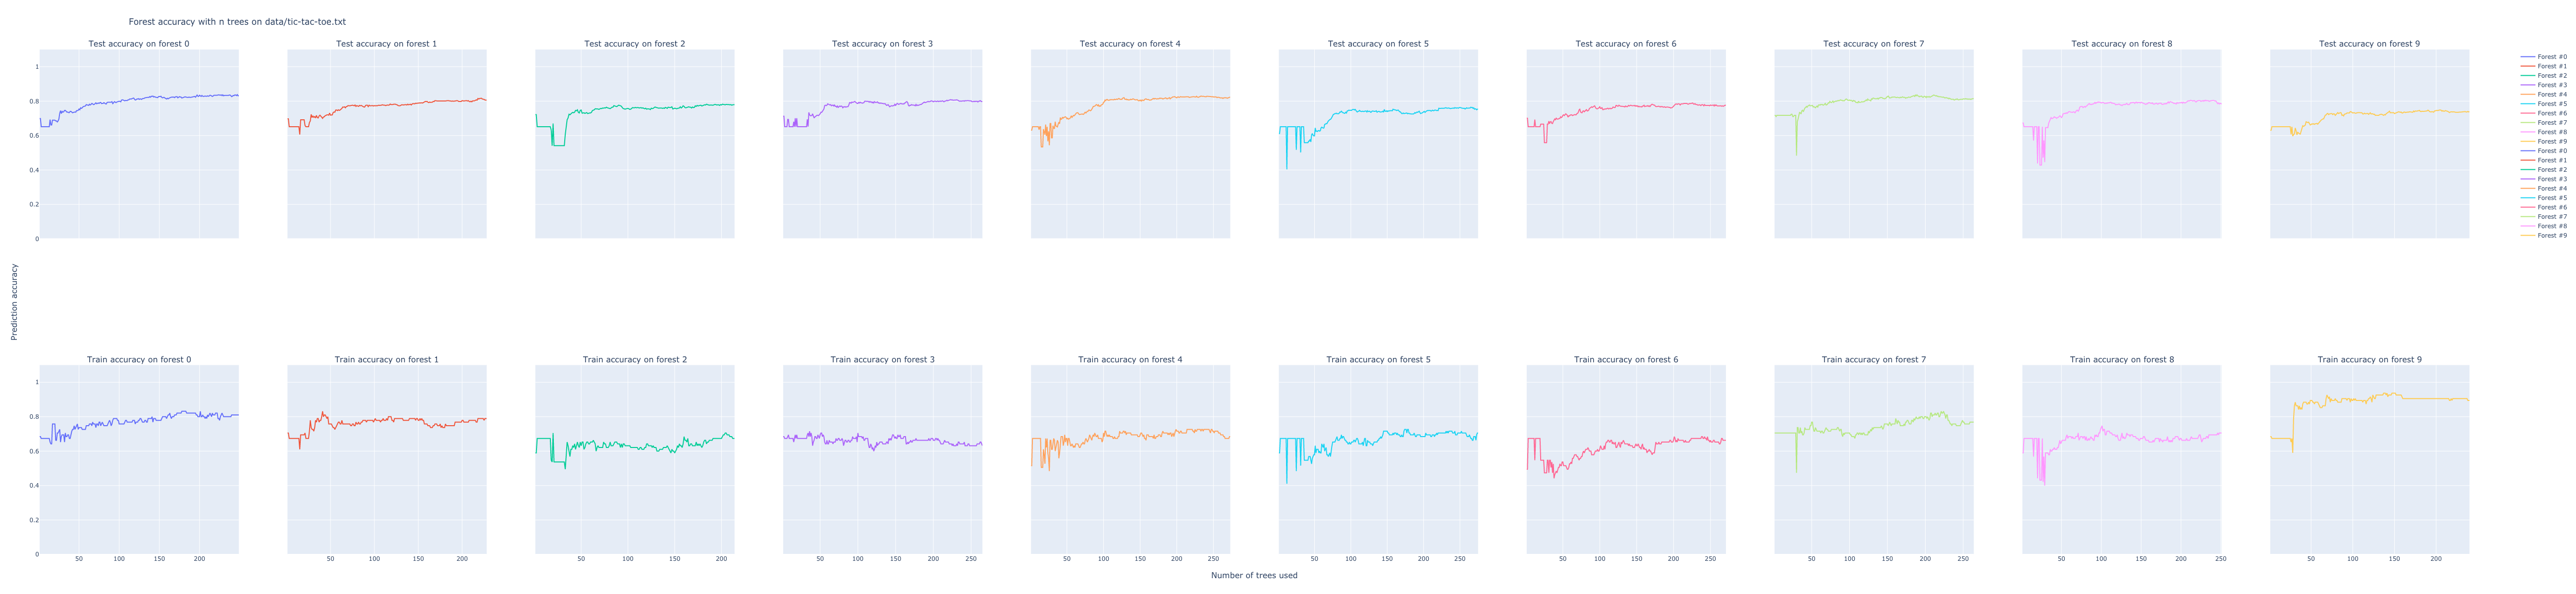 Forest accuracy with n trees on data/tic-tac-toe.txt
Test accuracy on forest 0
Test accuracy on forest 1
Test accuracy on forest 2
Test accuracy on forest 3
Test accuracy on forest 4
Test accuracy on forest 5
Test accuracy on forest 6
Test accuracy on forest 7
Test accuracy on forest 8
Test accuracy on forest 9
1
0.8
0.6
0.4
0.2
0
Forest #0
Forest #1
Forest #2
Forest #3
Forest #4
Forest #5
Forest #6
Forest #7
Forest #8
Forest #9
Forest #0
Forest #1
Forest #2
Forest #3
Forest #4
Forest #5
Forest #6
Forest #7
Forest #8
Forest #9
Prediction accuracy
Train accuracy on forest 0
Train accuracy on forest 1
Train accuracy on forest 2
Train accuracy on forest 3
Train accuracy on forest 4
Train accuracy on forest 5
Train accuracy on forest 6
Train accuracy on forest 7
Train accuracy on forest 8
Train accuracy on forest 9
1
0.8
0.6
0.4
0.2
0
50 100 150 200
50 100 150 200
50 100 150 200
50 100 150 200 250
50 100 150 200 250
50 100 150 200 250
50 100 150 200 250
50 100 150 200 250
50 100 150 200 250
50 100 150 200
Number of trees used